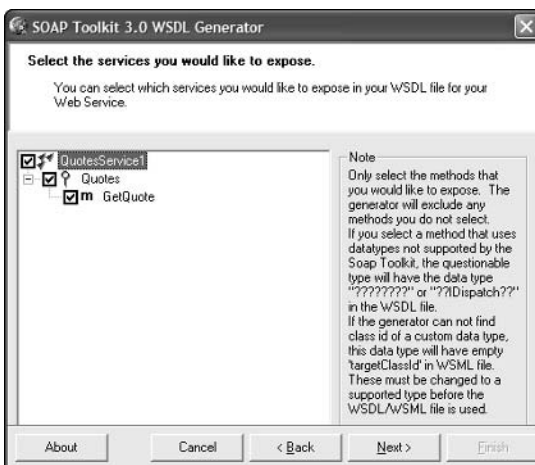 SOAP Toolkit 3.0 WSDL Generator
Select the services you would like to expose.
You can select which services you would like to expose in your WSDL file for your
Web Service.
QuotesService1
Quotes
m GetQuote
Note
Only select the methods that
you would like to expose. The
generator will exclude any
methods you do not select.
If you select a method that uses
datatypes not supported by the
Soap Toolkit, the questionable
type will have the data type
"????????" or "??IDispatch??"
in the WSDL file.
If the generator can not find
class id of a custom data type,
this data type will have empty
'targetClassId' in WSML file.
These must be changed to a
supported type before the
WSDL/WSML file is used.
About
Cancel
< Back
Next >
Finish